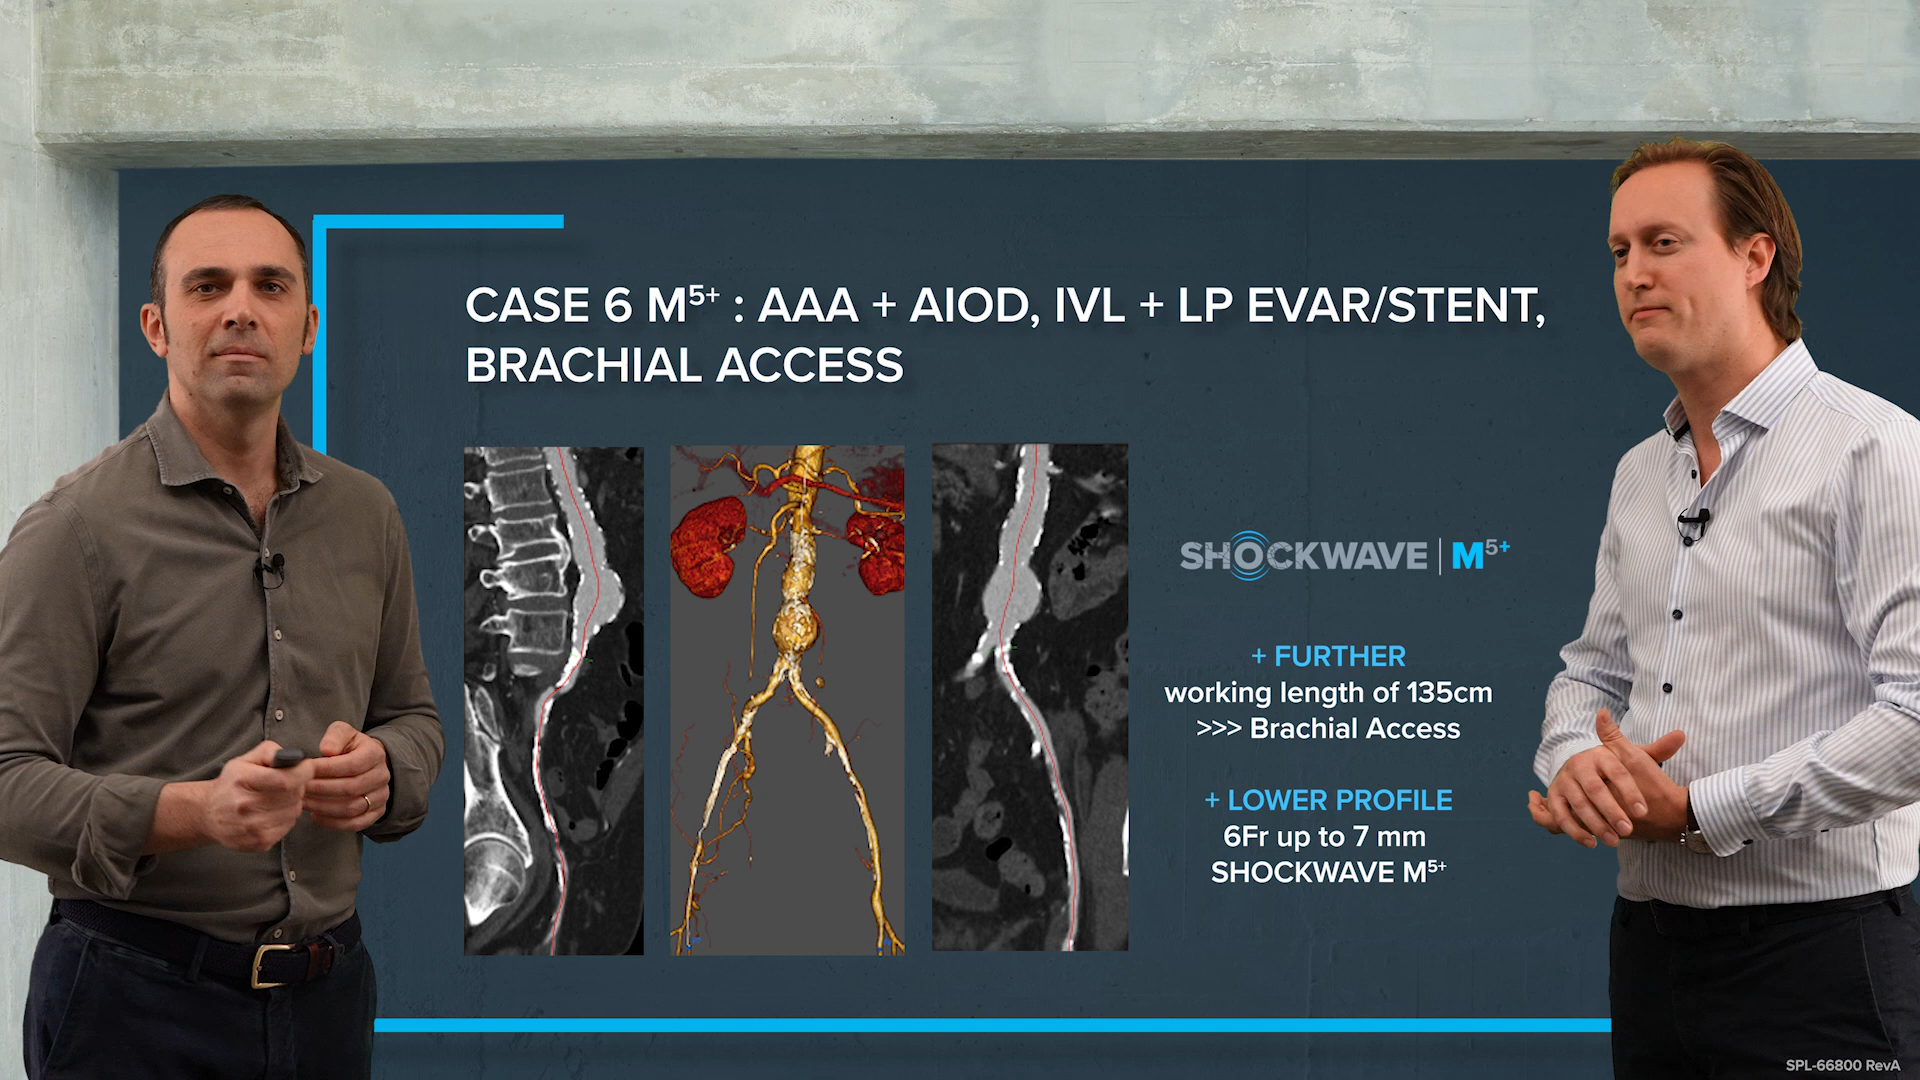 CASE 6 M⁵⁺ : AAA + AIOD, IVL + LP EVAR/STENT,
BRACHIAL ACCESS
SHOCKWAVE | M⁵⁺
+ FURTHER
working length of 135cm
>>> Brachial Access
+ LOWER PROFILE
6Fr up to 7 mm
SHOCKWAVE M⁵⁺
SPL-66800 RevA